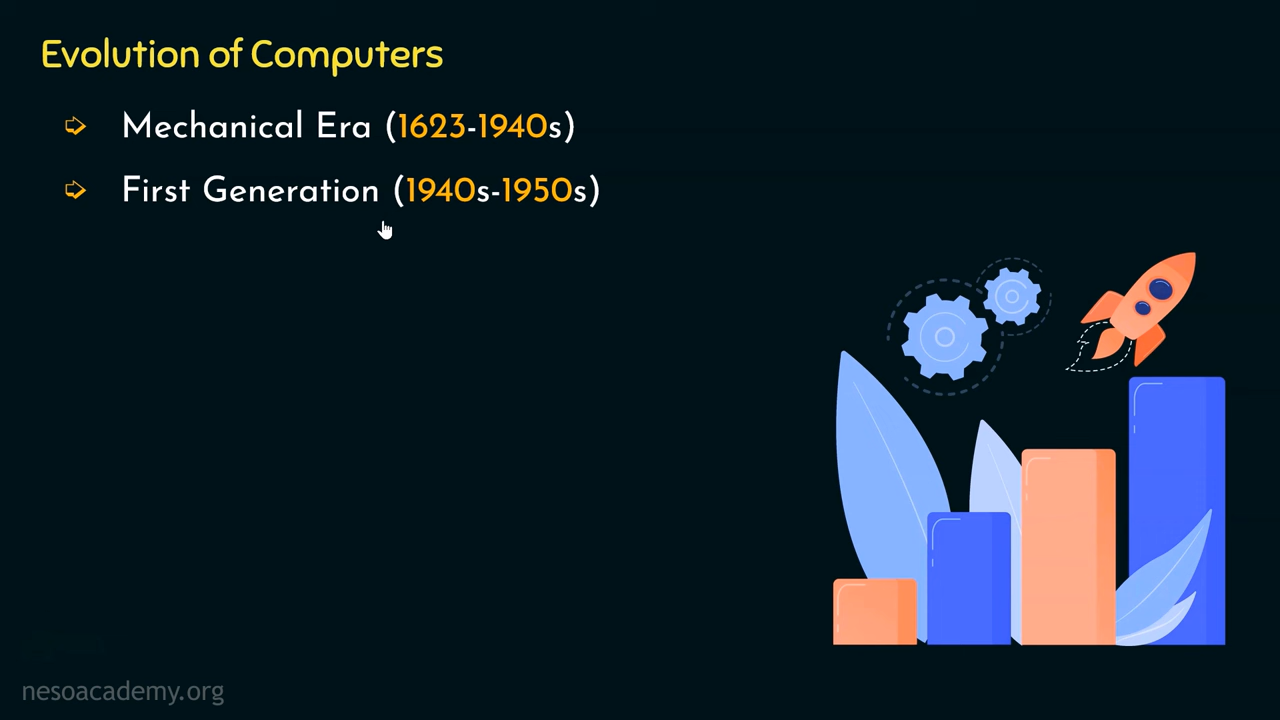 Evolution of Computers
➯ Mechanical Era (1623-1940s)
➯ First Generation (1940s-1950s)
nesoacademy.org